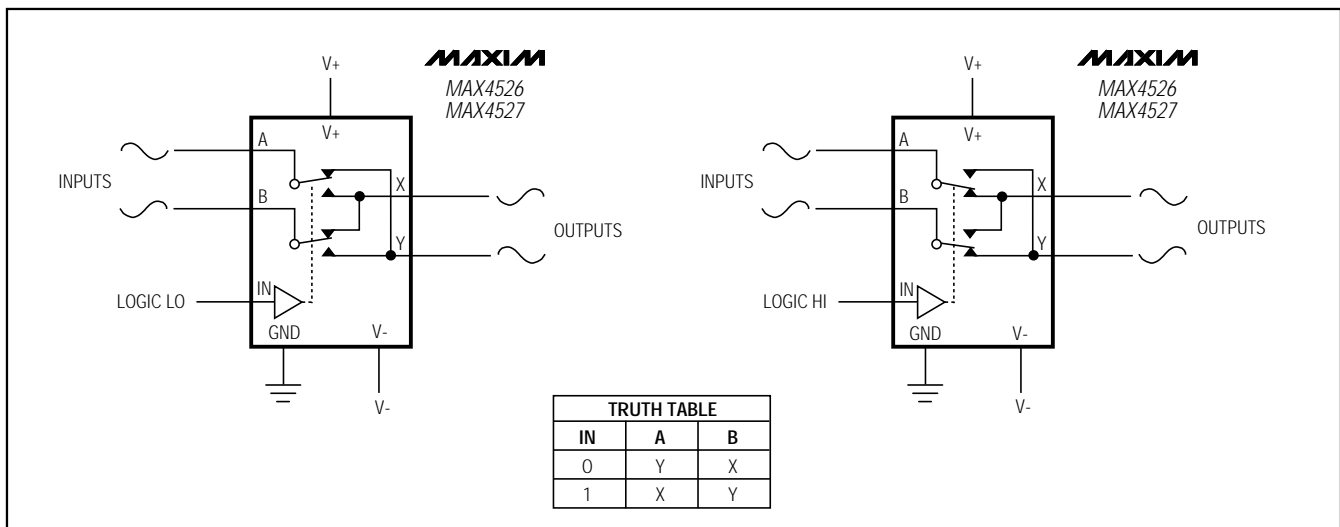 V+
MAXIM
MAX4526
MAX4527
V+
A
INPUTS
B
X
Y
OUTPUTS
LOGIC LO
IN
GND
V-
V-
V+
MAXIM
MAX4526
MAX4527
V+
A
INPUTS
B
X
Y
OUTPUTS
LOGIC HI
IN
GND
V-
V-
TRUTH TABLE
IN A B
0 Y X
1 X Y